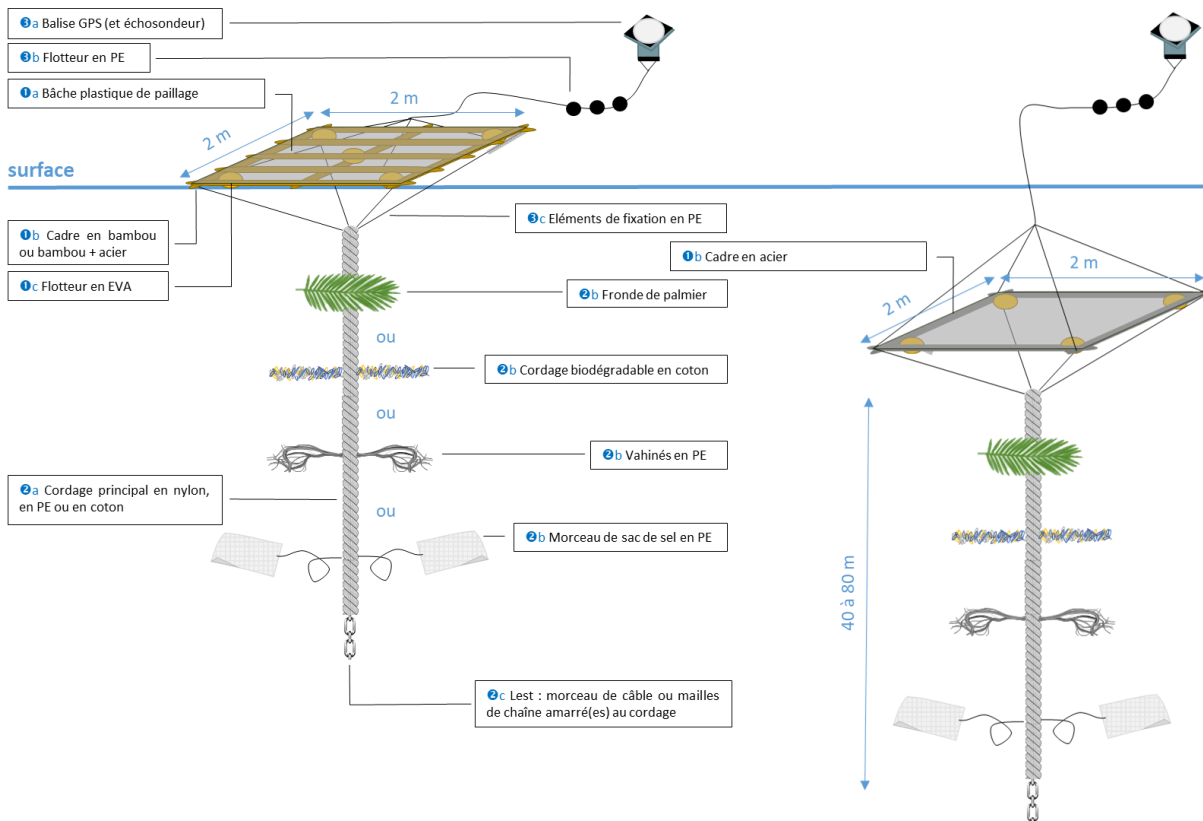 ❸a Balise GPS (et échosondeur)
❸b Flotteur en PE
❶a Bâche plastique de paillage
2 m
2 m
surface
❶b Cadre en bambou
ou bambou + acier
❶c Flotteur en EVA
❸c Eléments de fixation en PE
❶b Cadre en acier
2 m
2 m
❷b Fronde de palmier
ou
❷b Cordage biodégradable en coton
ou
❷b Vahinés en PE
❷a Cordage principal en nylon,
en PE ou en coton
ou
❷b Morceau de sac de sel en PE
40 à 80 m
❷c Lest : morceau de câble ou mailles
de chaîne amarré(es) au cordage